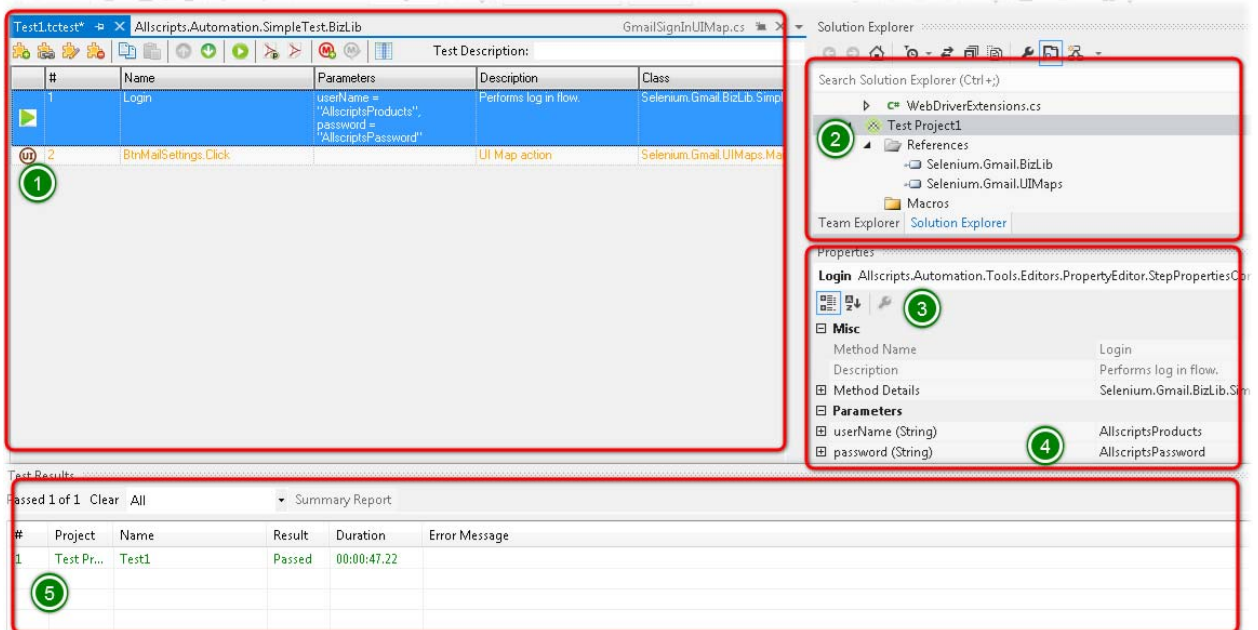 Test1.tctest* Allscripts.Automation.SimpleTest.BizLib GmailSignInUIMap.cs
Test Description:
# Name Parameters Description Class
1 Login userName = Performs log in flow. Selenium.Gmail.BizLib.Simpl
"AllscriptsProducts",
password =
"AllscriptsPassword"
UI 2 BtnMailSettings.Click UI Map action Selenium.Gmail.UIMaps.Ma
1
Solution Explorer
Search Solution Explorer (Ctrl+;)
C# WebDriverExtensions.cs
Test Project1
2
References
Selenium.Gmail.BizLib
Selenium.Gmail.UIMaps
Macros
Team Explorer Solution Explorer
Properties
Login Allscripts.Automation.Tools.Editors.PropertyEditor.StepPropertiesCor
3
Misc
Method Name Login
Description Performs log in flow.
Method Details Selenium.Gmail.BizLib.Sim
Parameters
userName (String) AllscriptsProducts
password (String) AllscriptsPassword
4
Test Results
Passed 1 of 1 Clear All Summary Report
# Project Name Result Duration Error Message
1 Test Pr... Test1 Passed 00:00:47.22
5